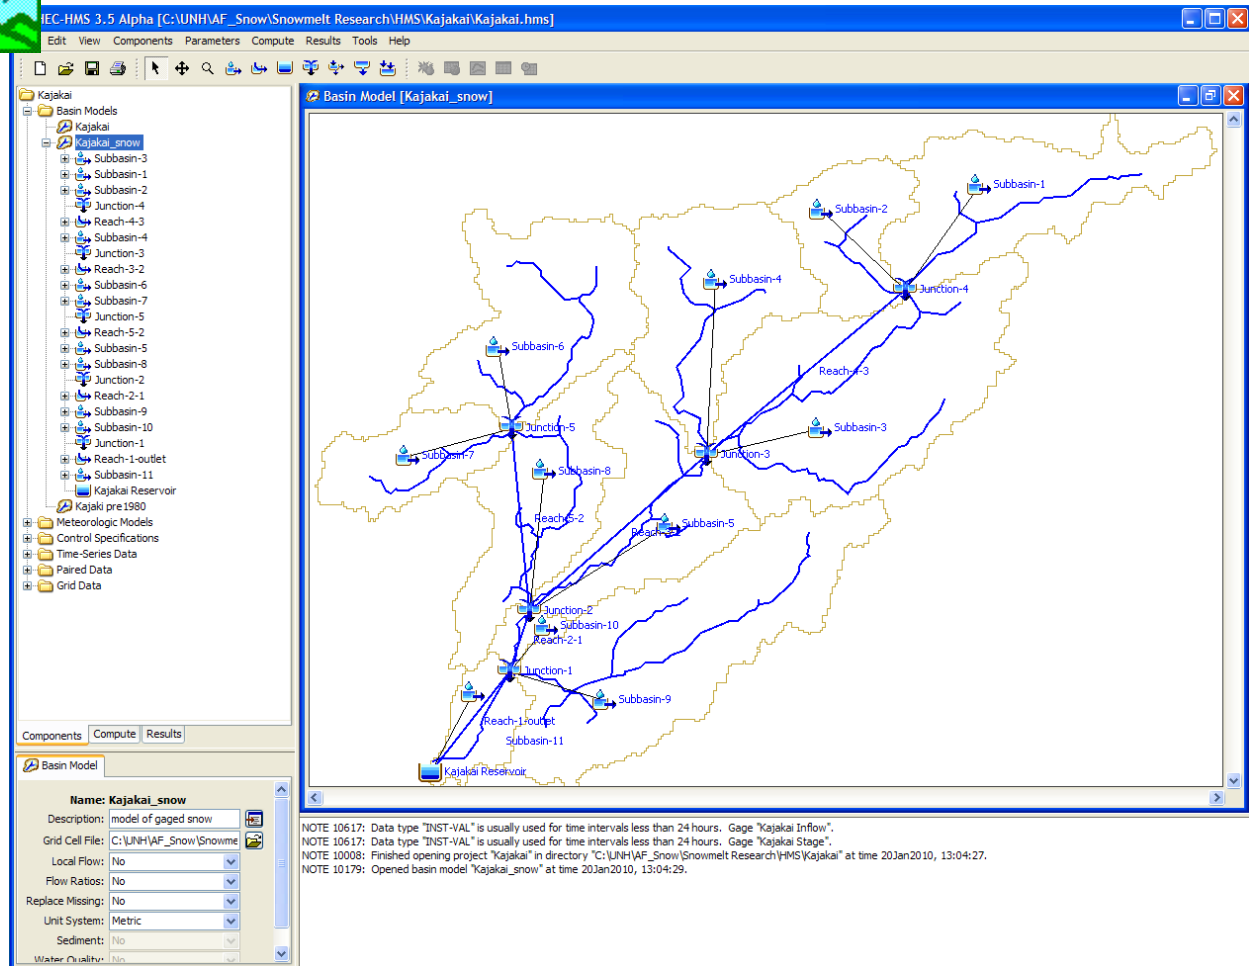 HEC-HMS 3.5 Alpha [C:\UNH\AF_Snow\Snowmelt Research\HMS\Kajakai\Kajakai.hms]
Edit View Components Parameters Compute Results Tools Help
Kajakai
Basin Models
Kajakai
Kajakai_snow
Subbasin-3
Subbasin-1
Subbasin-2
Junction-4
Reach-4-3
Subbasin-4
Junction-3
Reach-3-2
Subbasin-6
Subbasin-7
Junction-5
Reach-5-2
Subbasin-5
Subbasin-8
Junction-2
Reach-2-1
Subbasin-9
Subbasin-10
Junction-1
Reach-1-outlet
Subbasin-11
Kajakai Reservoir
Kajaki pre1980
Meteorologic Models
Control Specifications
Time-Series Data
Paired Data
Grid Data
Components Compute Results
Basin Model
Name: Kajakai_snow
Description: model of gaged snow
Grid Cell File: C:\UNH\AF_Snow\Snowme
Local Flow: No
Flow Ratios: No
Replace Missing: No
Unit System: Metric
Sediment: No
Water Quality: No
Basin Model [Kajakai_snow]
Subbasin-1
Subbasin-2
Subbasin-4
Junction-4
Subbasin-6
Reach-4-3
Junction-5
Subbasin-3
Subbasin-7
Junction-3
Subbasin-8
Reach-5-2
Subbasin-5
Reach-3-2
Junction-2
Subbasin-10
Reach-2-1
Junction-1
Subbasin-9
Reach-1-outlet
Subbasin-11
Kajakai Reservoir
NOTE 10617: Data type "INST-VAL" is usually used for time intervals less than 24 hours. Gage "Kajakai Inflow".
NOTE 10617: Data type "INST-VAL" is usually used for time intervals less than 24 hours. Gage "Kajakai Stage".
NOTE 10008: Finished opening project "Kajakai" in directory "C:\UNH\AF_Snow\Snowmelt Research\HMS\Kajakai" at time 20Jan2010, 13:04:27.
NOTE 10179: Opened basin model "Kajakai_snow" at time 20Jan2010, 13:04:29.